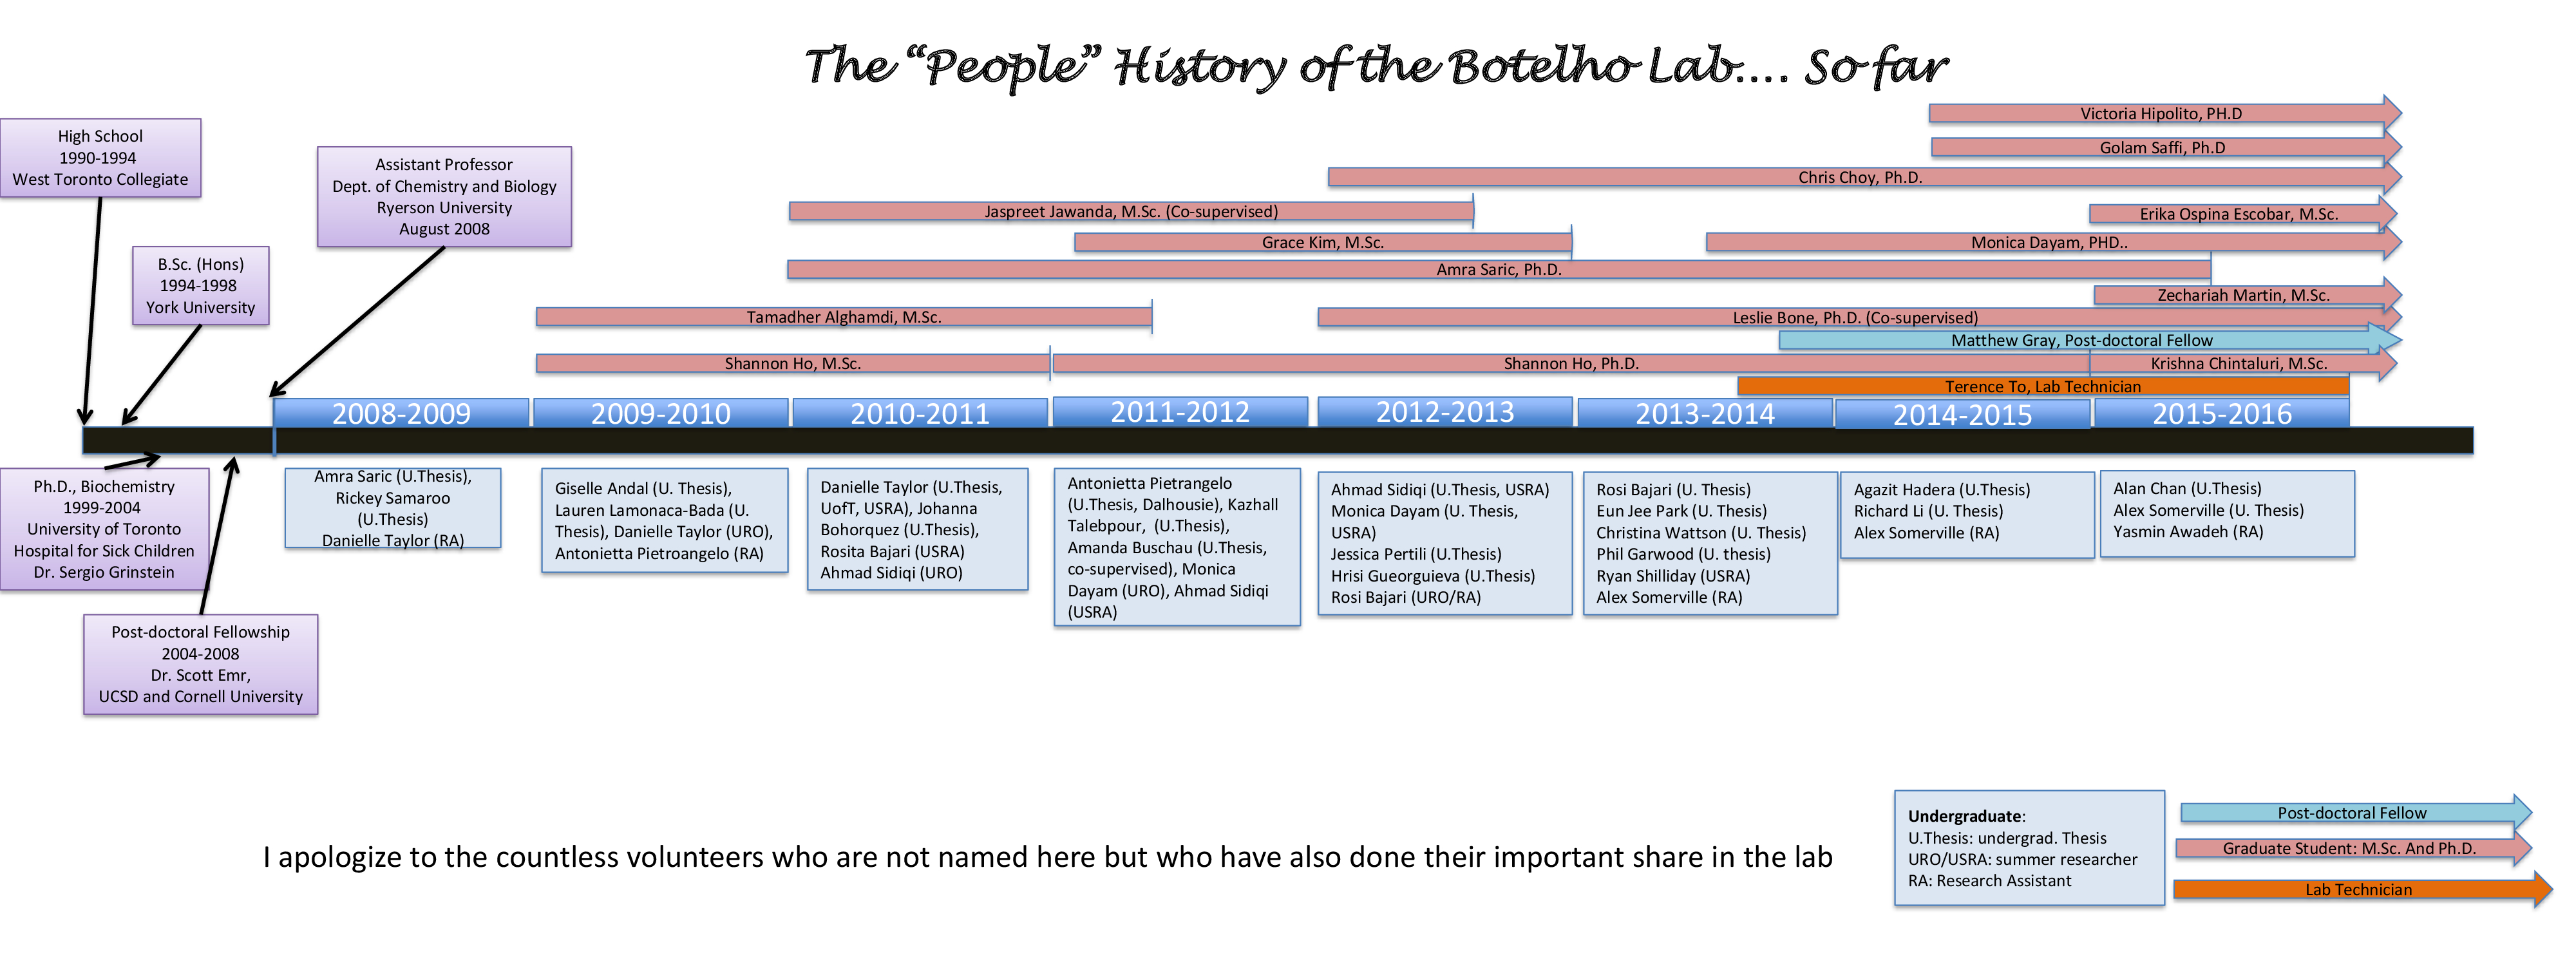 The “People” History of the Botelho Lab…. So far
High School
1990-1994
West Toronto Collegiate
B.Sc. (Hons)
1994-1998
York University
Assistant Professor
Dept. of Chemistry and Biology
Ryerson University
August 2008
Victoria Hipolito, PH.D
Golam Saffi, Ph.D
Chris Choy, Ph.D.
Jaspreet Jawanda, M.Sc. (Co-supervised)
Erika Ospina Escobar, M.Sc.
Grace Kim, M.Sc.
Monica Dayam, PHD..
Amra Saric, Ph.D.
Zechariah Martin, M.Sc.
Tamadher Alghamdi, M.Sc.
Leslie Bone, Ph.D. (Co-supervised)
Matthew Gray, Post-doctoral Fellow
Shannon Ho, M.Sc.
Shannon Ho, Ph.D.
Krishna Chintaluri, M.Sc.
Terence To, Lab Technician
2008-2009
2009-2010
2010-2011
2011-2012
2012-2013
2013-2014
2014-2015
2015-2016
Ph.D., Biochemistry
1999-2004
University of Toronto
Hospital for Sick Children
Dr. Sergio Grinstein
Post-doctoral Fellowship
2004-2008
Dr. Scott Emr,
UCSD and Cornell University
Amra Saric (U.Thesis),
Rickey Samaroo
(U.Thesis)
Danielle Taylor (RA)
Giselle Andal (U. Thesis),
Lauren Lamonaca-Bada (U.
Thesis), Danielle Taylor (URO),
Antonietta Pietroangelo (RA)
Danielle Taylor (U.Thesis,
UofT, USRA), Johanna
Bohorquez (U.Thesis),
Rosita Bajari (USRA)
Ahmad Sidiqi (URO)
Antonietta Pietrangelo
(U.Thesis, Dalhousie), Kazhall
Talebpour,  (U.Thesis),
Amanda Buschau (U.Thesis,
co-supervised), Monica
Dayam (URO), Ahmad Sidiqi
(USRA)
Ahmad Sidiqi (U.Thesis, USRA)
Monica Dayam (U. Thesis,
USRA)
Jessica Pertili (U.Thesis)
Hrisi Gueorguieva (U.Thesis)
Rosi Bajari (URO/RA)
Rosi Bajari (U. Thesis)
Eun Jee Park (U. Thesis)
Christina Wattson (U. Thesis)
Phil Garwood (U. thesis)
Ryan Shilliday (USRA)
Alex Somerville (RA)
Agazit Hadera (U.Thesis)
Richard Li (U. Thesis)
Alex Somerville (RA)
Alan Chan (U.Thesis)
Alex Somerville (U. Thesis)
Yasmin Awadeh (RA)
I apologize to the countless volunteers who are not named here but who have also done their important share in the lab
Undergraduate:
U.Thesis: undergrad. Thesis
URO/USRA: summer researcher
RA: Research Assistant
Post-doctoral Fellow
Graduate Student: M.Sc. And Ph.D.
Lab Technician